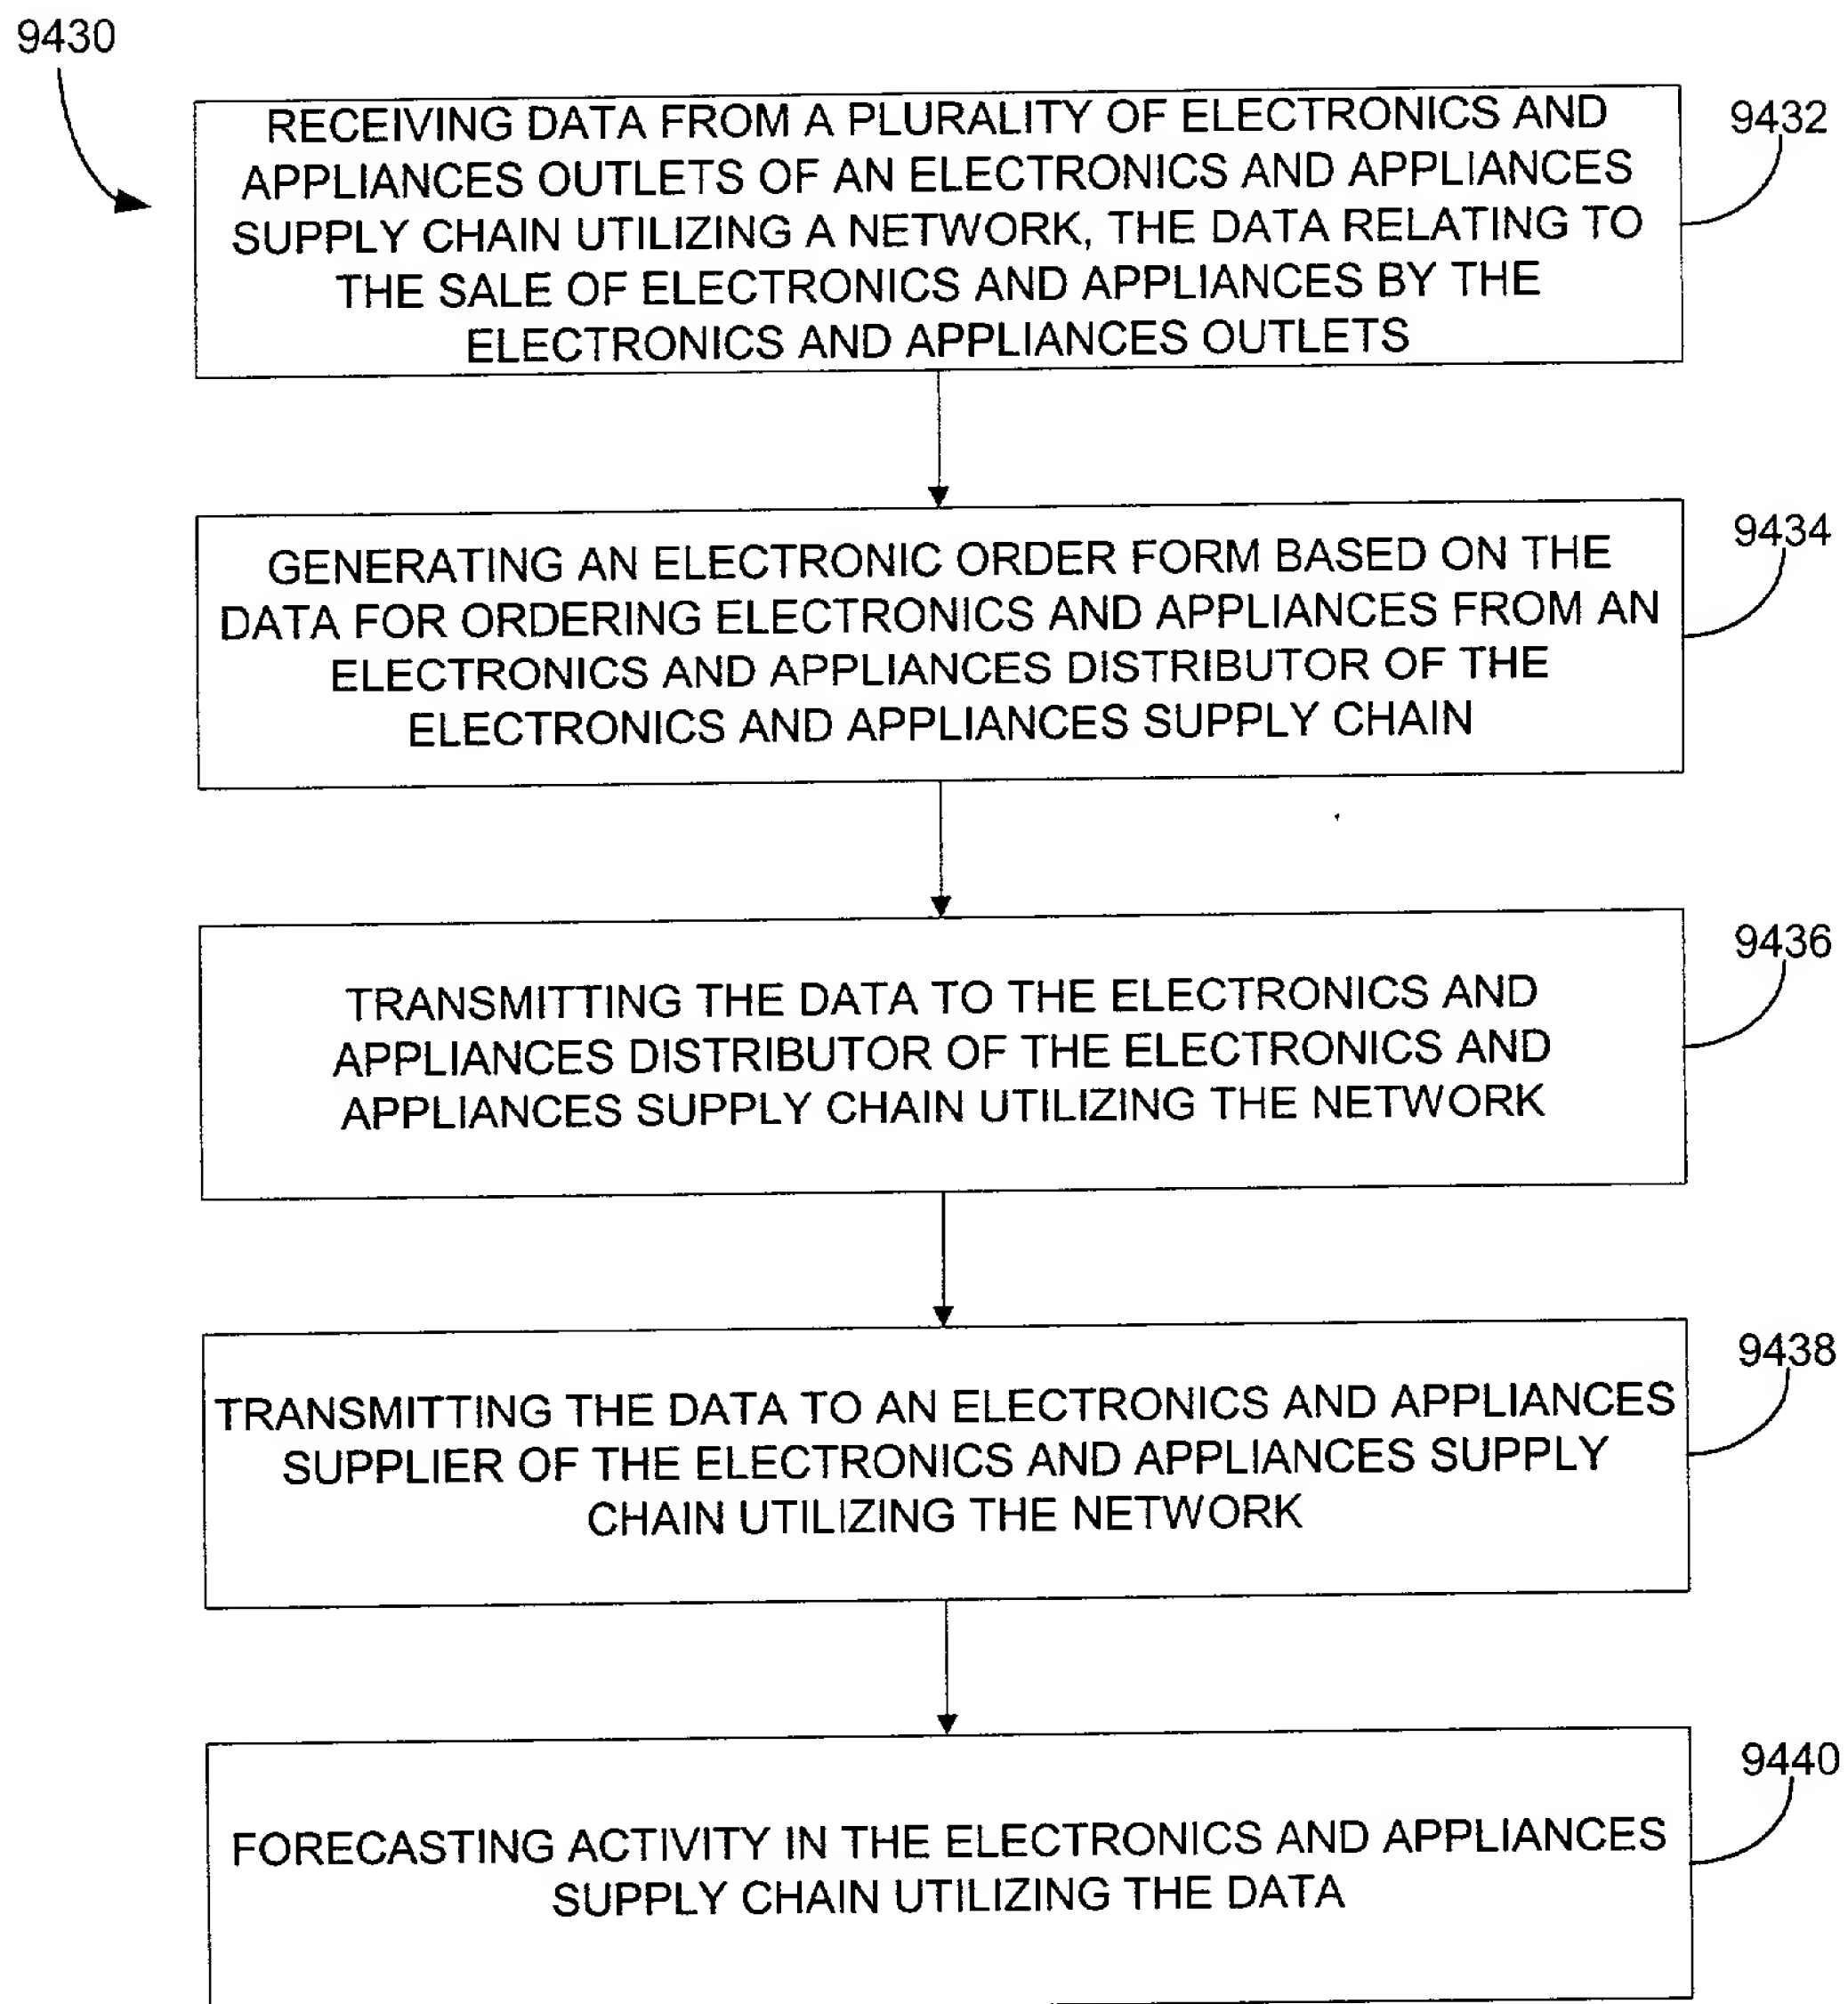 9430
RECEIVING DATA FROM A PLURALITY OF ELECTRONICS AND
APPLIANCES OUTLETS OF AN ELECTRONICS AND APPLIANCES
SUPPLY CHAIN UTILIZING A NETWORK, THE DATA RELATING TO
THE SALE OF ELECTRONICS AND APPLIANCES BY THE
ELECTRONICS AND APPLIANCES OUTLETS
9432
GENERATING AN ELECTRONIC ORDER FORM BASED ON THE
DATA FOR ORDERING ELECTRONICS AND APPLIANCES FROM AN
ELECTRONICS AND APPLIANCES DISTRIBUTOR OF THE
ELECTRONICS AND APPLIANCES SUPPLY CHAIN
9434
TRANSMITTING THE DATA TO THE ELECTRONICS AND
APPLIANCES DISTRIBUTOR OF THE ELECTRONICS AND
APPLIANCES SUPPLY CHAIN UTILIZING THE NETWORK
9436
TRANSMITTING THE DATA TO AN ELECTRONICS AND APPLIANCES
SUPPLIER OF THE ELECTRONICS AND APPLIANCES SUPPLY
CHAIN UTILIZING THE NETWORK
9438
FORECASTING ACTIVITY IN THE ELECTRONICS AND APPLIANCES
SUPPLY CHAIN UTILIZING THE DATA
9440